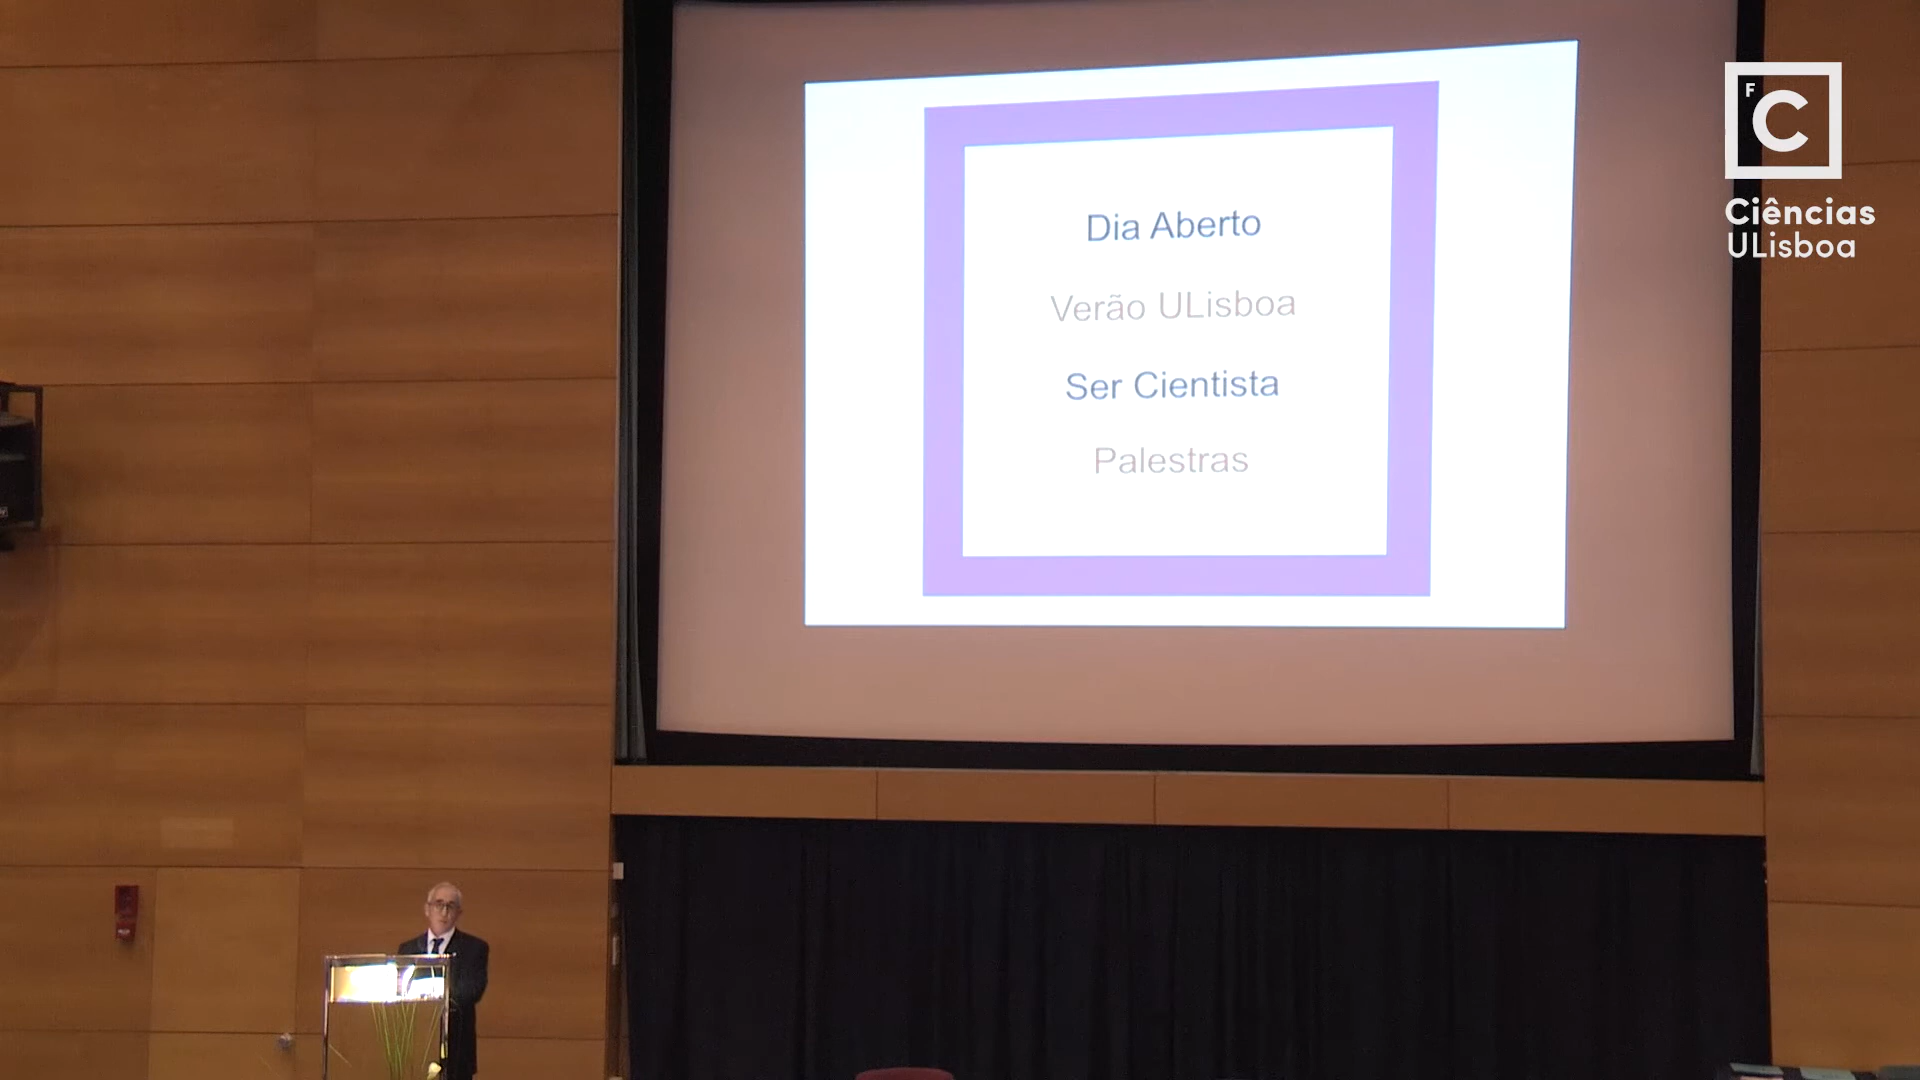 Dia Aberto
Verão ULisboa
Ser Cientista
Palestras
F
C
Ciências
ULisboa